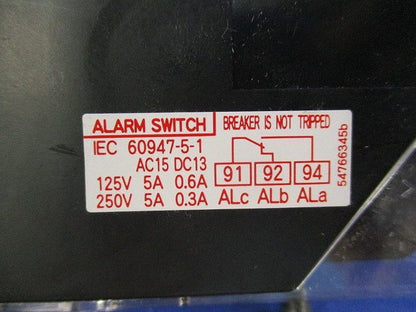 ALARM SWITCH
BREAKER IS NOT TRIPPED
IEC 60947-5-1
AC15 DC13
125V 5A 0.6A
250V 5A 0.3A
91 92 94
ALc ALb ALa
54766345b